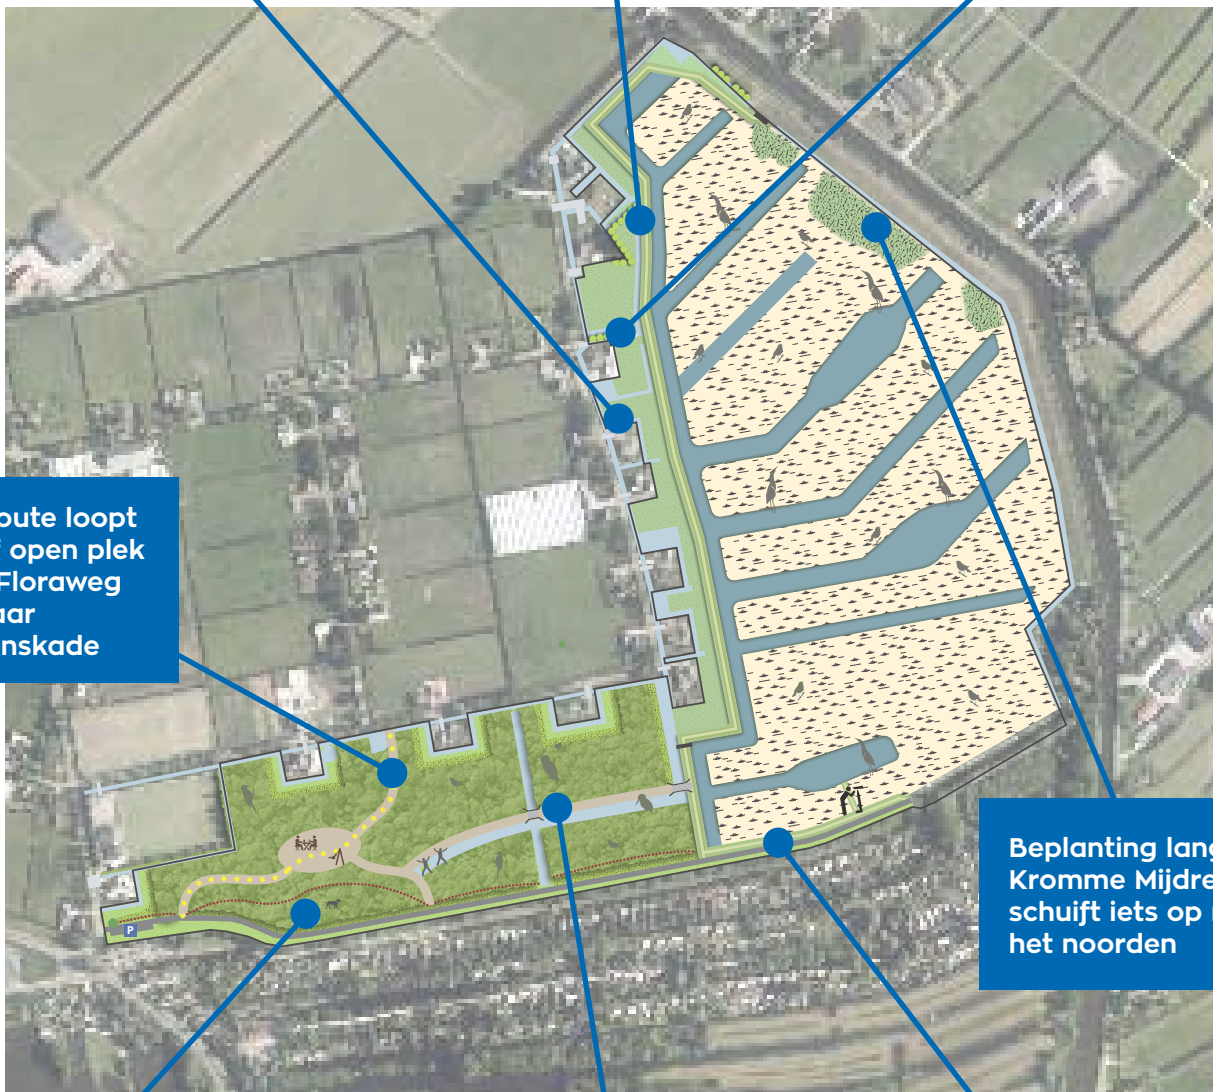 oute loopt
open plek
Floraweg
aar
nskade
P
Beplanting lang
Kromme Mijdre
schuift iets op
het noorden